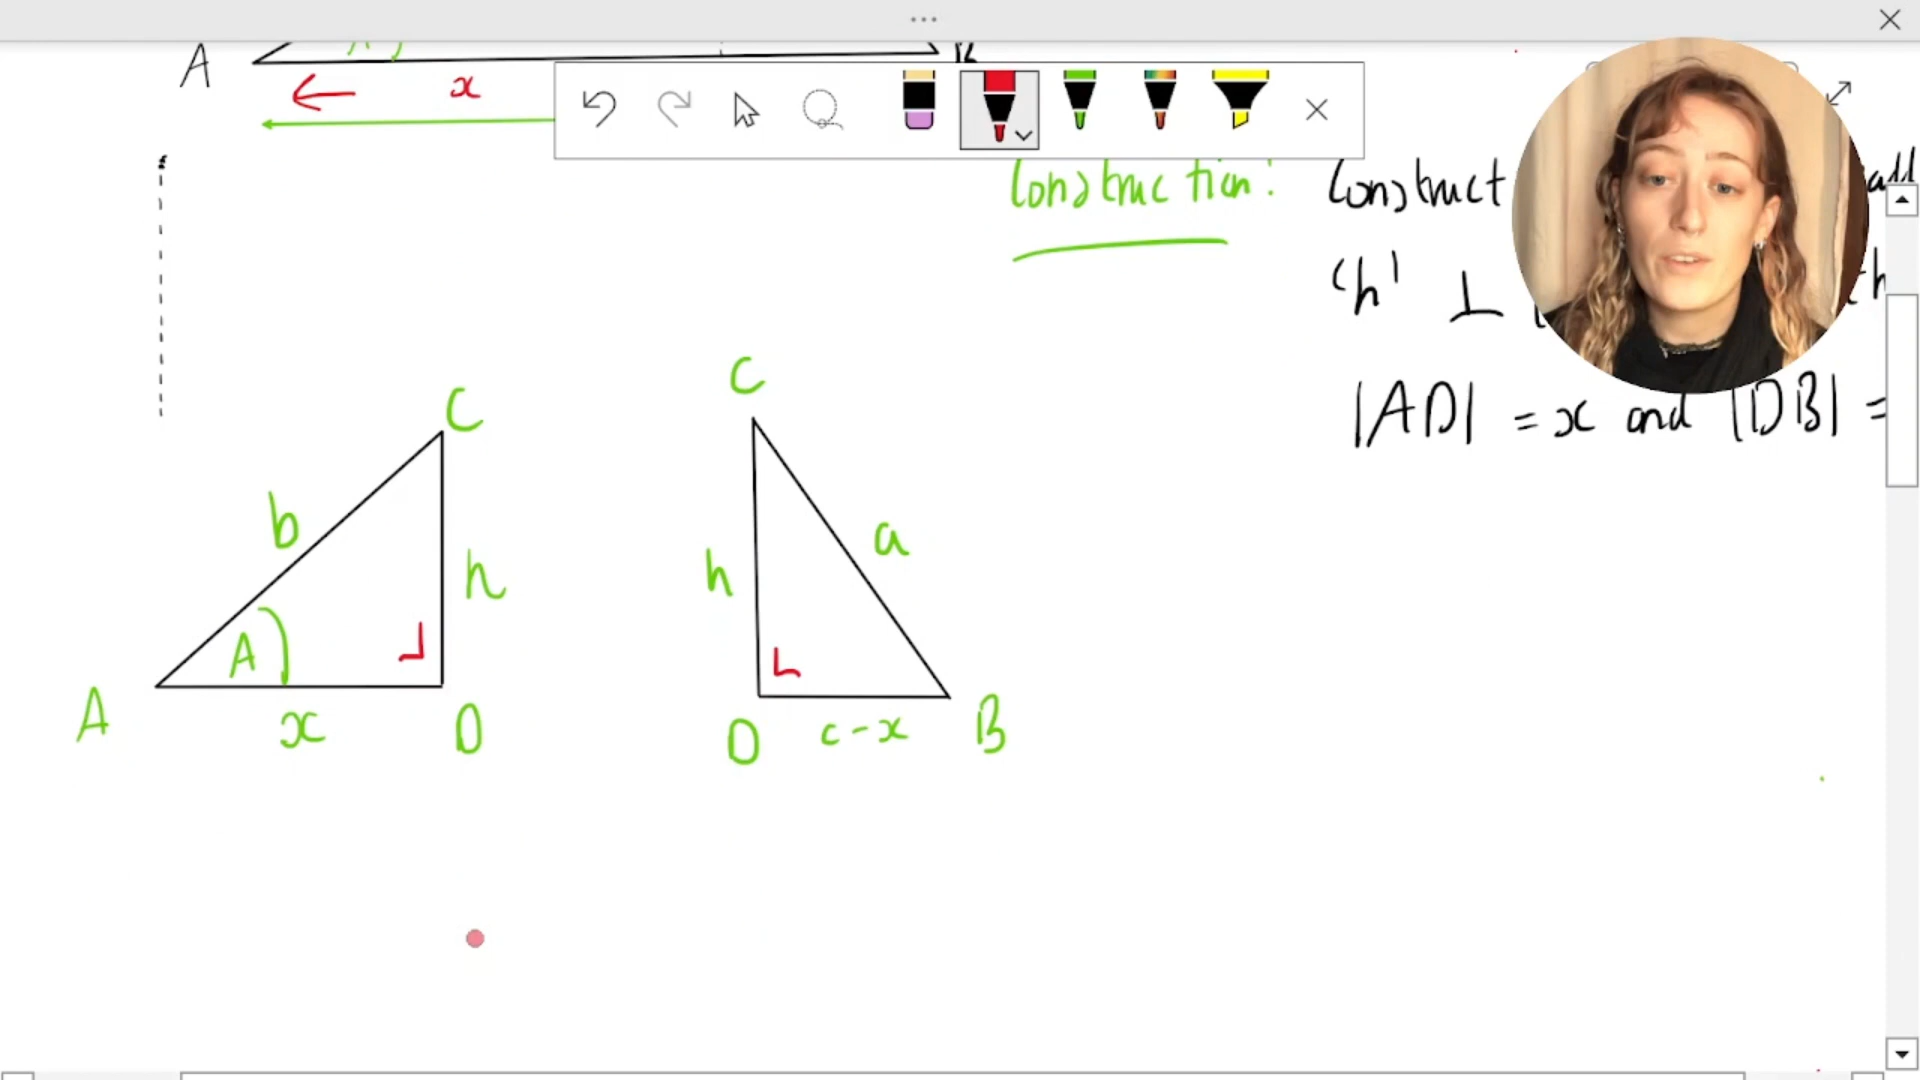 A
x
Construction: Construct
'h' ⊥
|AD| = x and |DB| =
C
C
b
a
h
h
A
A
x
D
D
c-x
B